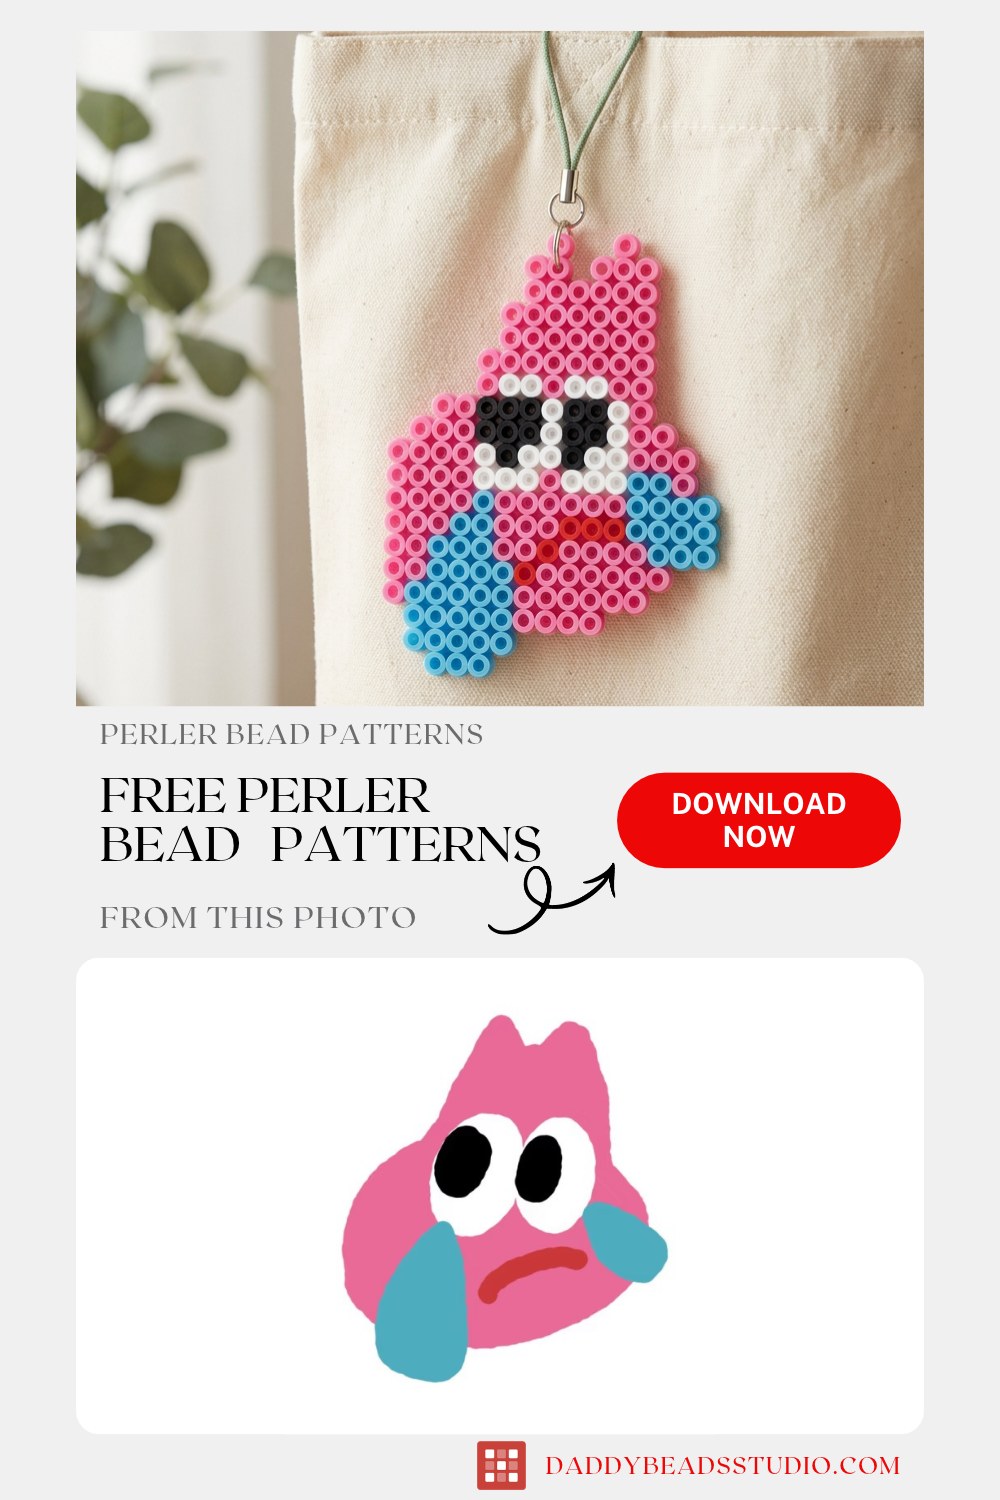 PERLER BEAD PATTERNS
FREE PERLER
BEAD PATTERNS
DOWNLOAD
NOW
FROM THIS PHOTO
DADDYBEADSSTUDIO.COM